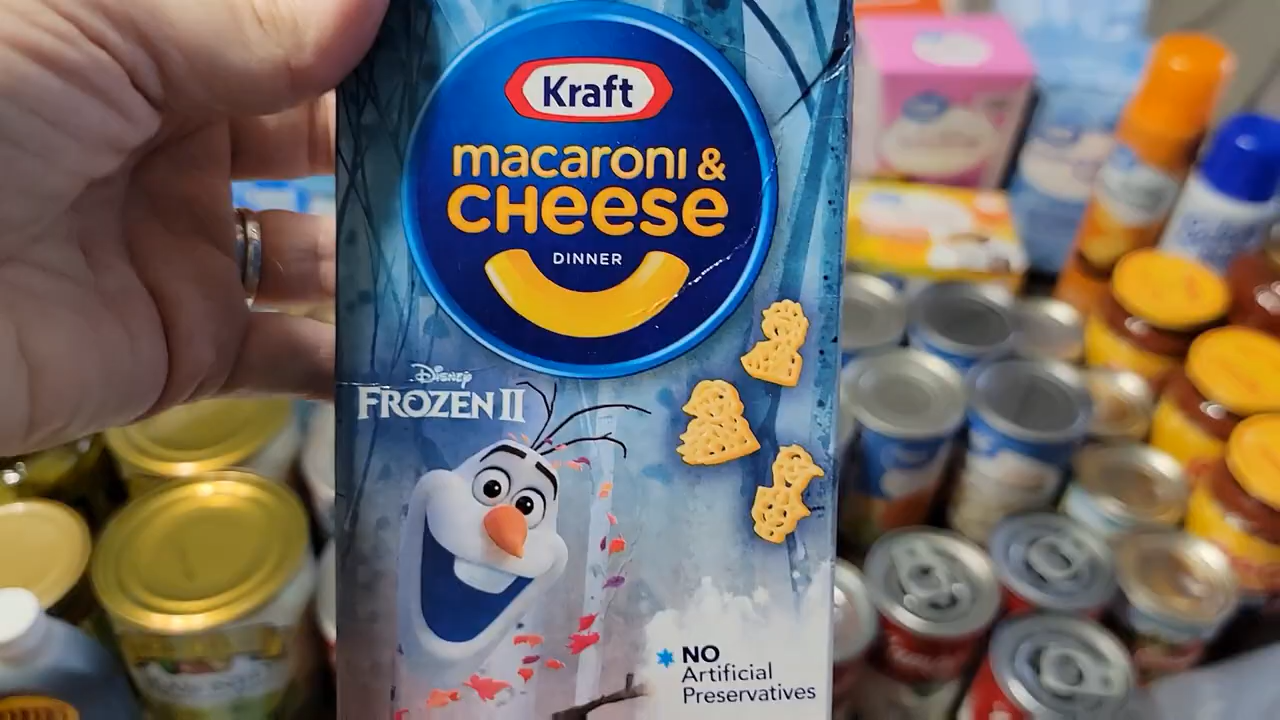 Kraft
macaroni &
CHeese
DINNER
DISNEY
FROZEN II
NO
Artificial
Preservatives